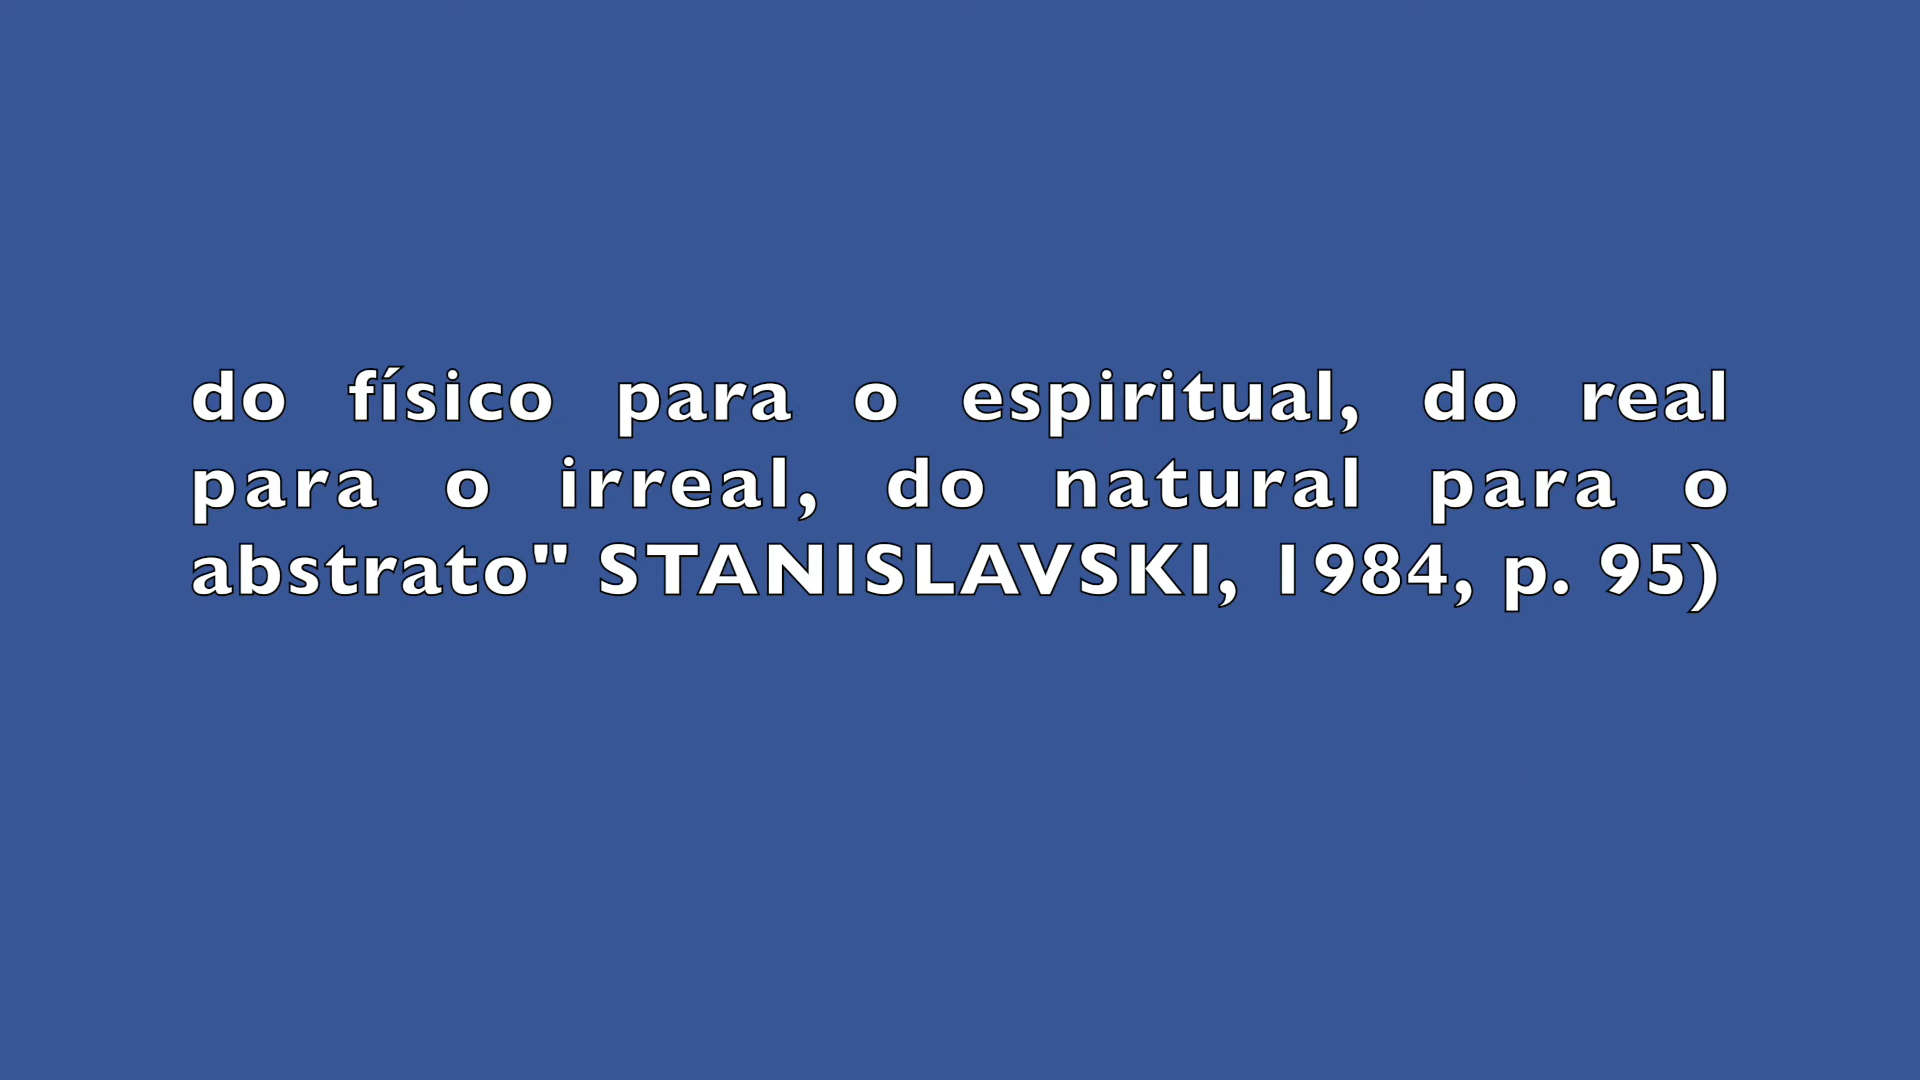 do físico para o espiritual, do real
para o irreal, do natural para o
abstrato" STANISLAVSKI, 1984, p. 95)